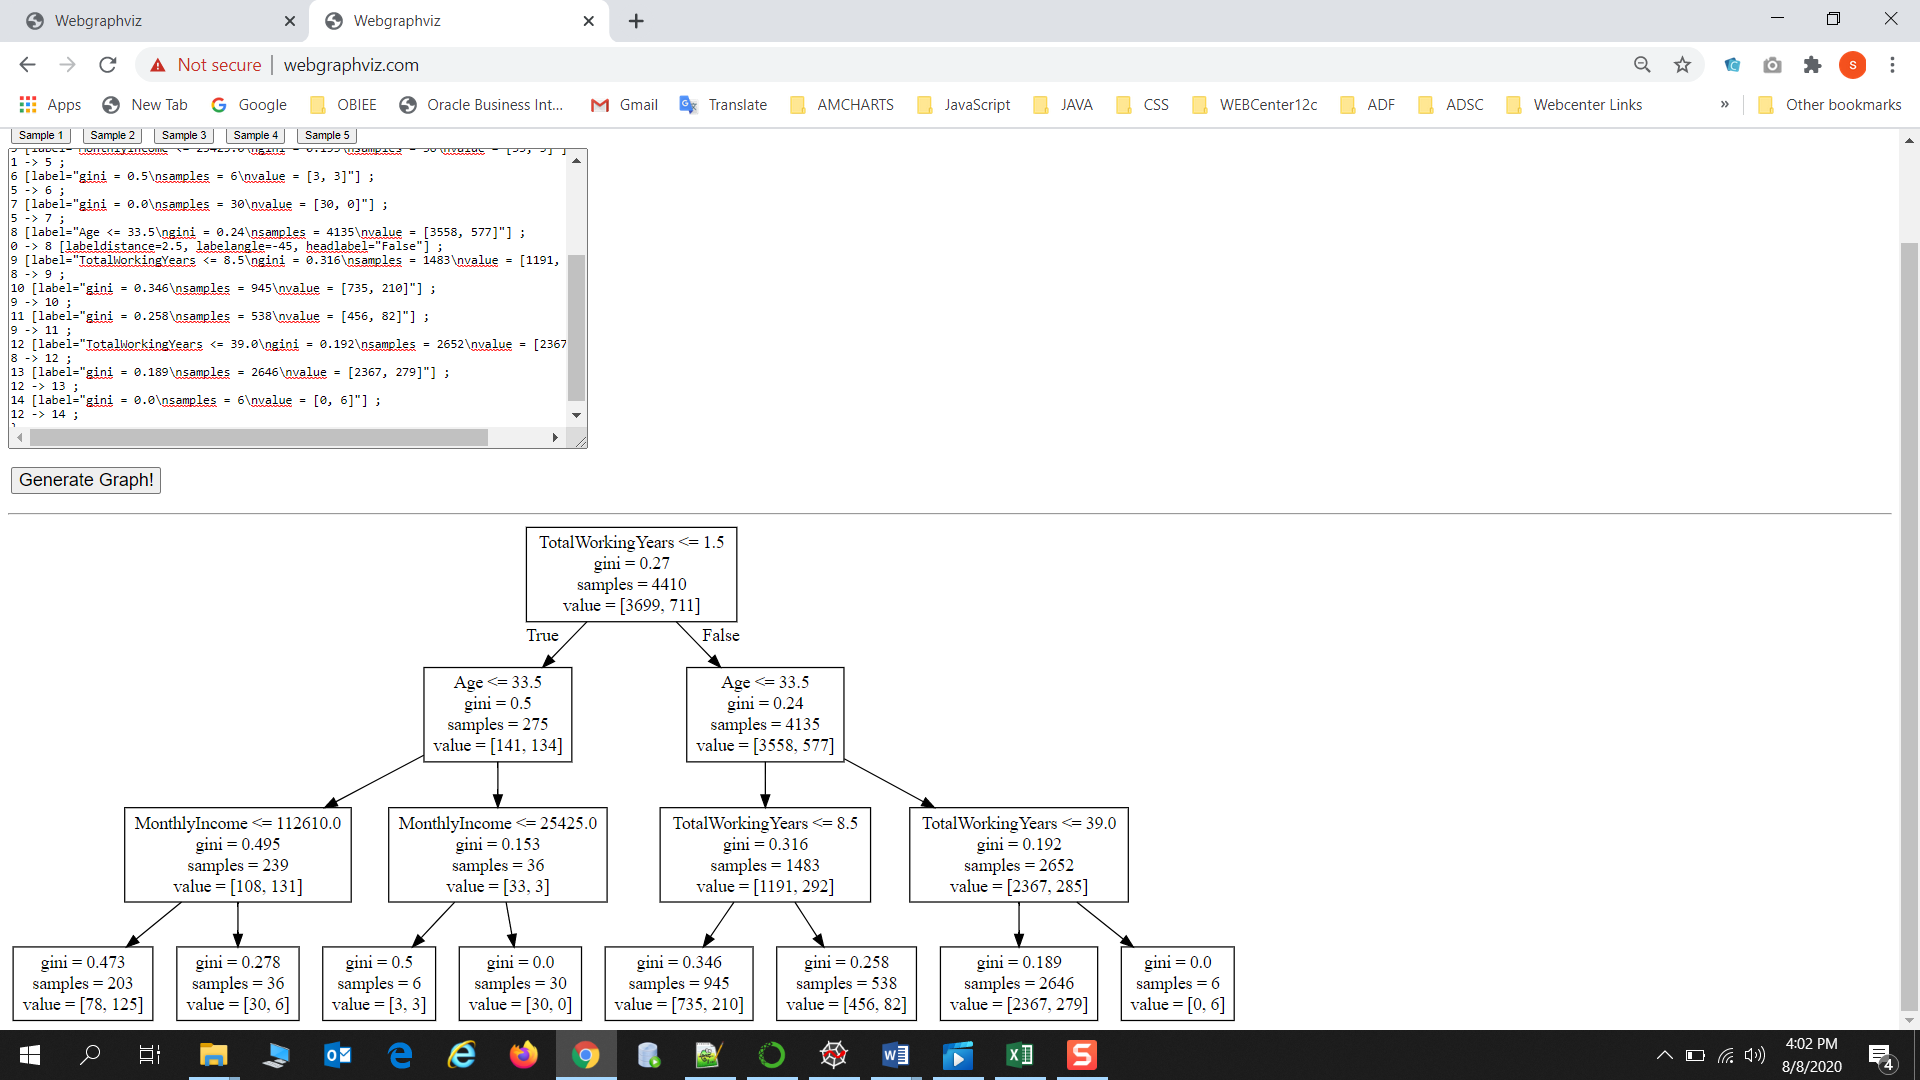 Webgraphviz
Webgraphviz
Not secure
webgraphviz.com
S
Apps
New Tab
Google
OBIEE
Oracle Business Int...
Gmail
Translate
AMCHARTS
JavaScript
JAVA
CSS
WEBCenter12c
ADF
ADSC
Webcenter Links
»
Other bookmarks
Sample 1
Sample 2
Sample 3
Sample 4
Sample 5
1 -> 5 ;
6 [label="gini = 0.5\nsamples = 6\nvalue = [3, 3]"] ;
5 -> 6 ;
7 [label="gini = 0.0\nsamples = 30\nvalue = [30, 0]"] ;
5 -> 7 ;
8 [label="Age <= 33.5\ngini = 0.24\nsamples = 4135\nvalue = [3558, 577]"] ;
0 -> 8 [labeldistance=2.5, labelangle=-45, headlabel="False"] ;
9 [label="TotalWorkingYears <= 8.5\ngini = 0.316\nsamples = 1483\nvalue = [1191,
8 -> 9 ;
10 [label="gini = 0.346\nsamples = 945\nvalue = [735, 210]"] ;
9 -> 10 ;
11 [label="gini = 0.258\nsamples = 538\nvalue = [456, 82]"] ;
9 -> 11 ;
12 [label="TotalWorkingYears <= 39.0\ngini = 0.192\nsamples = 2652\nvalue = [2367
8 -> 12 ;
13 [label="gini = 0.189\nsamples = 2646\nvalue = [2367, 279]"] ;
12 -> 13 ;
14 [label="gini = 0.0\nsamples = 6\nvalue = [0, 6]"] ;
12 -> 14 ;
Generate Graph!
TotalWorkingYears <= 1.5
gini = 0.27
samples = 4410
value = [3699, 711]
True
False
Age <= 33.5
gini = 0.5
samples = 275
value = [141, 134]
Age <= 33.5
gini = 0.24
samples = 4135
value = [3558, 577]
MonthlyIncome <= 112610.0
gini = 0.495
samples = 239
value = [108, 131]
MonthlyIncome <= 25425.0
gini = 0.153
samples = 36
value = [33, 3]
TotalWorkingYears <= 8.5
gini = 0.316
samples = 1483
value = [1191, 292]
TotalWorkingYears <= 39.0
gini = 0.192
samples = 2652
value = [2367, 285]
gini = 0.473
samples = 203
value = [78, 125]
gini = 0.278
samples = 36
value = [30, 6]
gini = 0.5
samples = 6
value = [3, 3]
gini = 0.0
samples = 30
value = [30, 0]
gini = 0.346
samples = 945
value = [735, 210]
gini = 0.258
samples = 538
value = [456, 82]
gini = 0.189
samples = 2646
value = [2367, 279]
gini = 0.0
samples = 6
value = [0, 6]
4:02 PM
8/8/2020
4